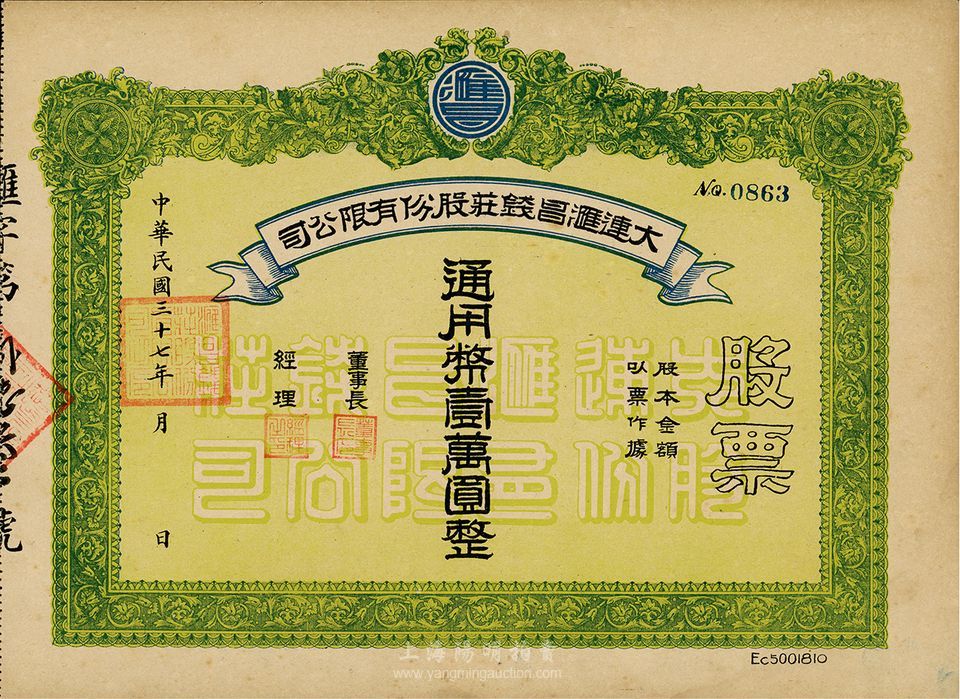 匯
No. 0863
大連滙昌錢莊股份有限公司
股票
股本金額
以票作據
通用幣壹萬圓整
董事長
經理
中華民國三十七年 月 日
大連匯昌錢莊
股份有限公司
Ec5001810
上海陽明拍賣
www.yangmingauction.com